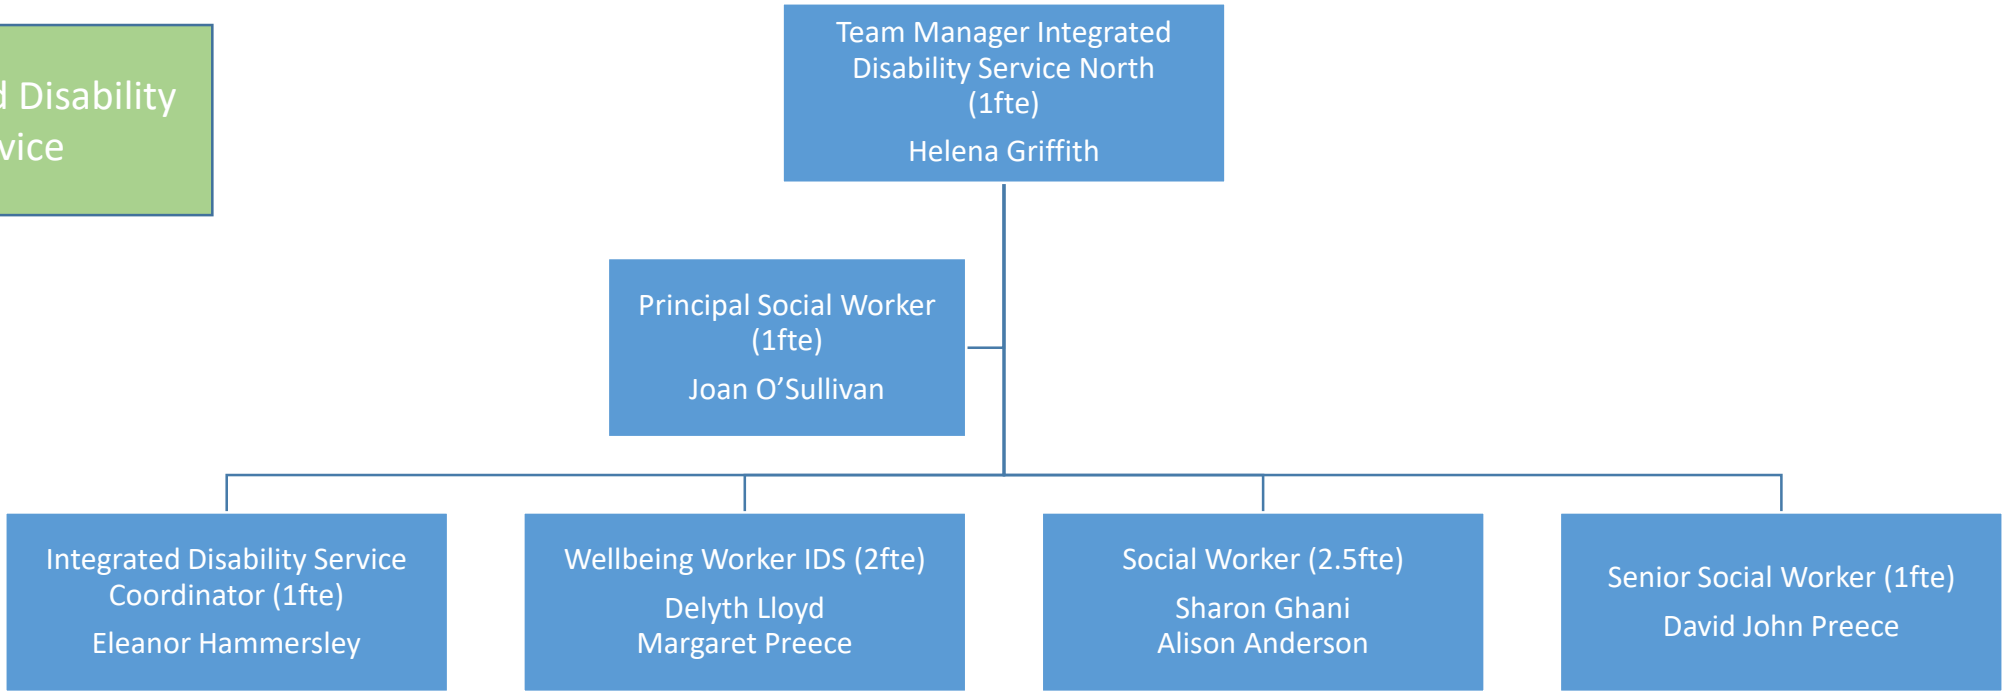 Disability
Team Manager Integrated
Disability Service North
(1fte)
Helena Griffith
Principal Social Worker
(1fte)
Joan O’Sullivan
Integrated Disability Service
Coordinator (1fte)
Eleanor Hammersley
Wellbeing Worker IDS (2fte)
Delyth Lloyd
Margaret Preece
Social Worker (2.5fte)
Sharon Ghani
Alison Anderson
Senior Social Worker (1fte)
David John Preece